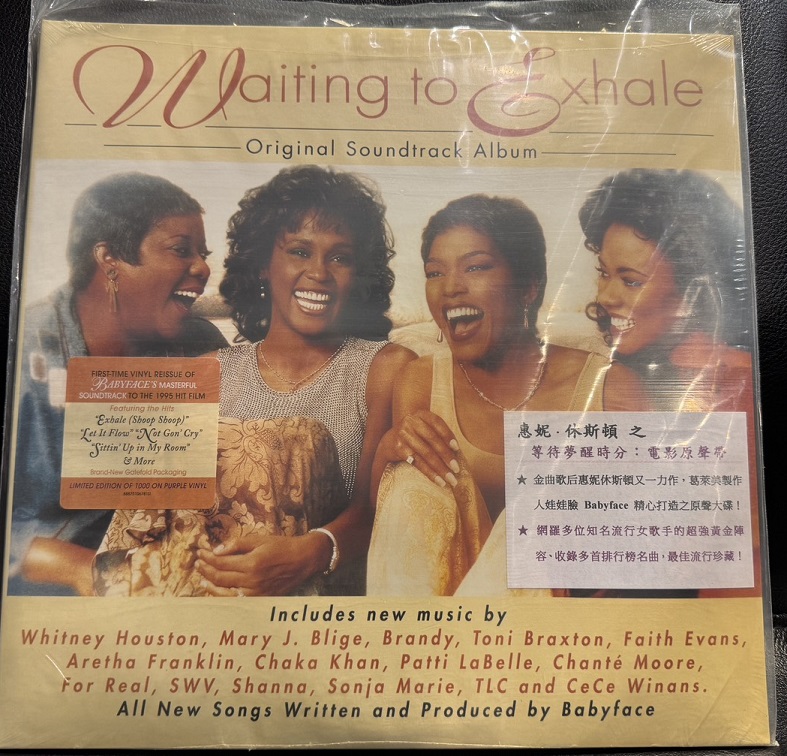 Waiting to Exhale
Original Soundtrack Album
FIRST-TIME VINYL REISSUE OF
BABYFACE'S MASTERFUL
SOUNDTRACK TO THE 1995 HIT FILM
Featuring the Hits
"Exhale (Shoop Shoop)"
"Let It Flow" "Not Gon' Cry"
"Sittin' Up in My Room"
& More
Brand-New Gatefold Packaging
LIMITED EDITION OF 1000 ON PURPLE VINYL
惠妮·休斯頓 之
等待夢醒時分：電影原聲帶
★ 金曲歌后惠妮休斯頓又一力作，葛萊美製作
人娃娃臉 Babyface 精心打造之原聲大碟！
★ 網羅多位知名流行女歌手的超強黃金陣
容、收錄多首排行榜名曲，最佳流行珍藏！
Includes new music by
Whitney Houston, Mary J. Blige, Brandy, Toni Braxton, Faith Evans,
Aretha Franklin, Chaka Khan, Patti LaBelle, Chanté Moore,
For Real, SWV, Shanna, Sonja Marie, TLC and CeCe Winans.
All New Songs Written and Produced by Babyface